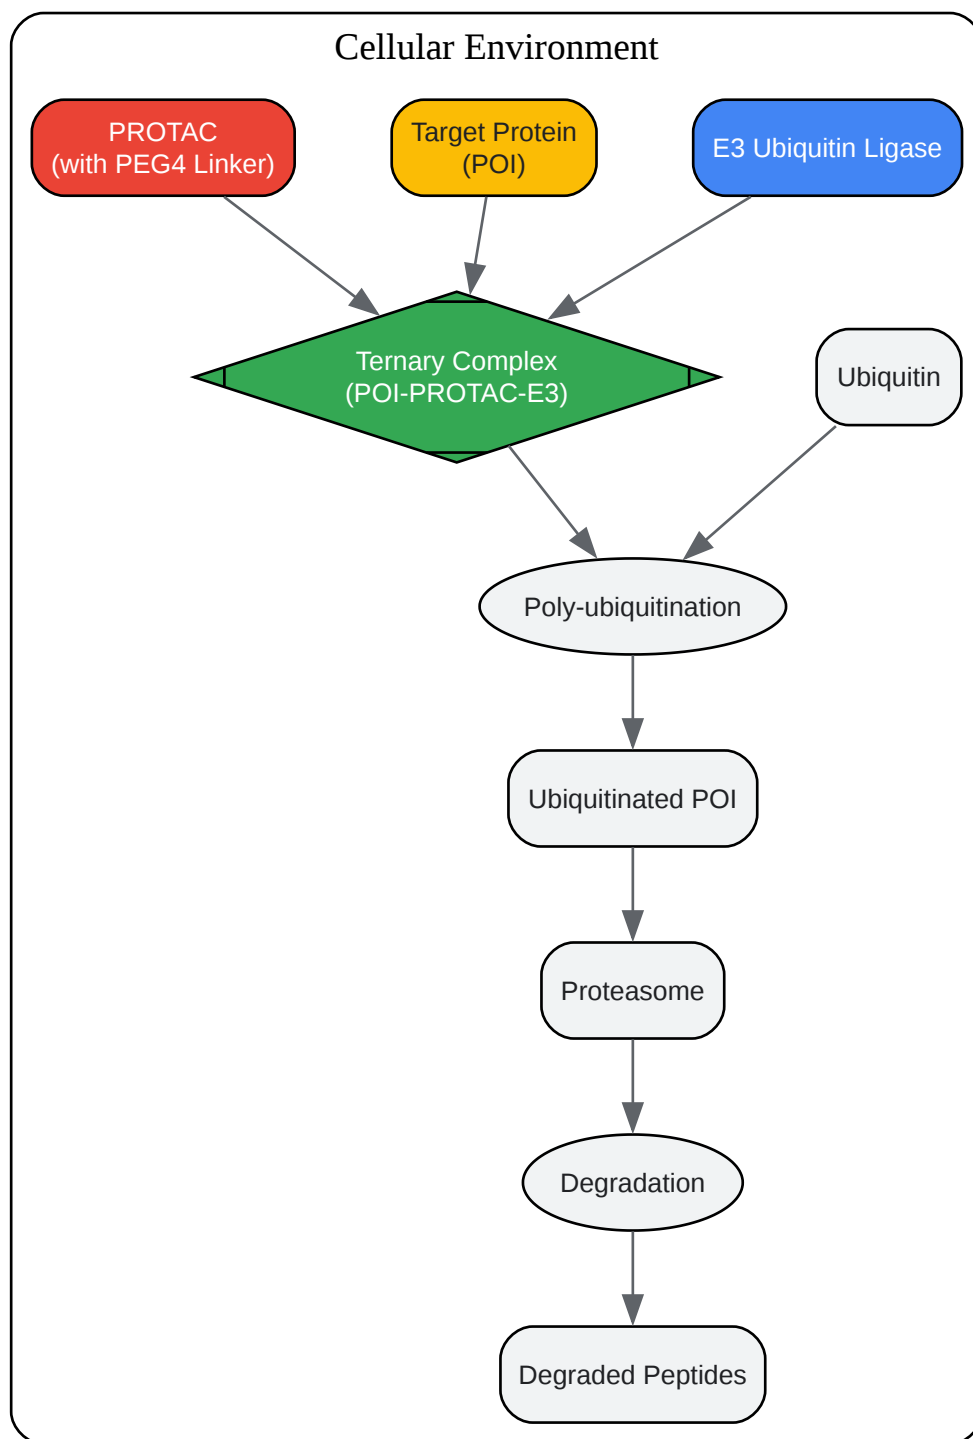 Cellular Environment
PROTAC
(with PEG4 Linker)
Target Protein
(POI)
E3 Ubiquitin Ligase
Ternary Complex
(POI-PROTAC-E3)
Ubiquitin
Poly-ubiquitination
Ubiquitinated POI
Proteasome
Degradation
Degraded Peptides